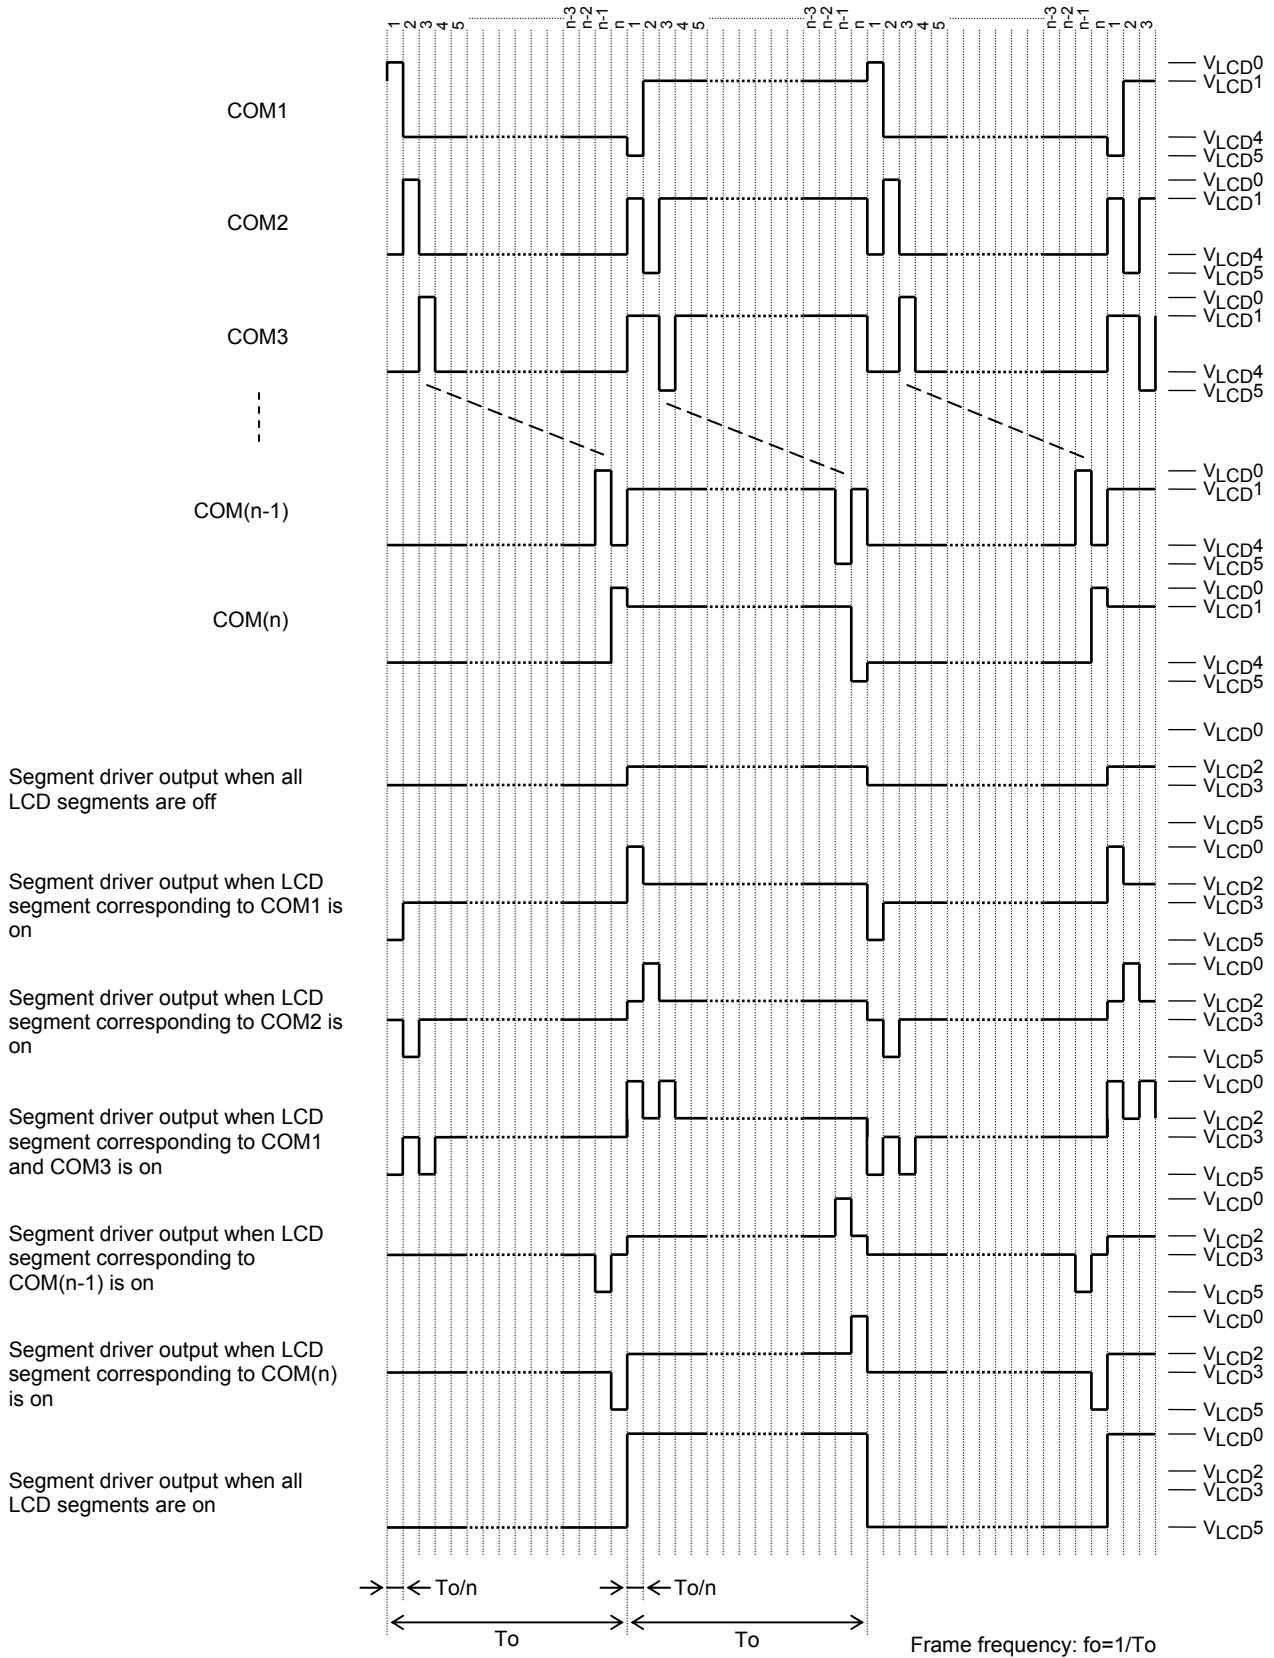 1 2 3 4 5 n-3 n-2 n-1 n 1 2 3 4 5 n-3 n-2 n-1 n 1 2 3 4 5 n-3 n-2 n-1 n 1 2 3
COM1
VLCD0
VLCD1
VLCD4
VLCD5
COM2
VLCD0
VLCD1
VLCD4
VLCD5
COM3
VLCD0
VLCD1
VLCD4
VLCD5
COM(n-1)
VLCD0
VLCD1
VLCD4
VLCD5
COM(n)
VLCD0
VLCD1
VLCD4
VLCD5
Segment driver output when all
LCD segments are off
VLCD0
VLCD2
VLCD3
VLCD5
Segment driver output when LCD
segment corresponding to COM1 is
on
VLCD0
VLCD2
VLCD3
VLCD5
Segment driver output when LCD
segment corresponding to COM2 is
on
VLCD0
VLCD2
VLCD3
VLCD5
Segment driver output when LCD
segment corresponding to COM1
and COM3 is on
VLCD0
VLCD2
VLCD3
VLCD5
Segment driver output when LCD
segment corresponding to
COM(n-1) is on
VLCD0
VLCD2
VLCD3
VLCD5
Segment driver output when LCD
segment corresponding to COM(n)
is on
VLCD0
VLCD2
VLCD3
VLCD5
Segment driver output when all
LCD segments are on
VLCD0
VLCD2
VLCD3
VLCD5
To/n To/n
To To
Frame frequency: fo=1/To